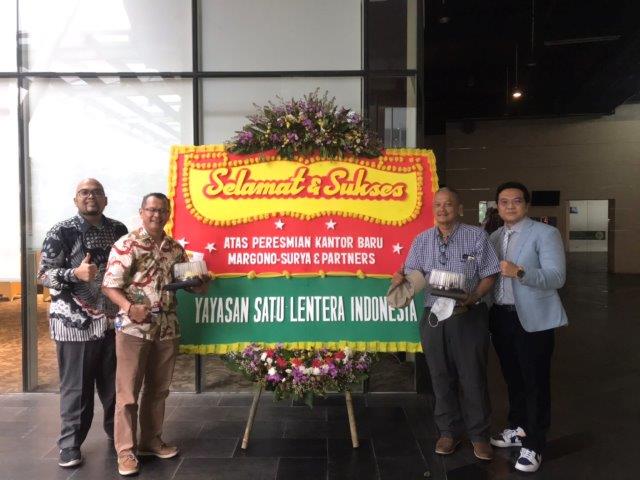 Selamat & Sukses
ATAS PERESMIAN KANTOR BARU
MARGONO-SURYA & PARTNERS
YAYASAN SATU LENTERA INDONESIA